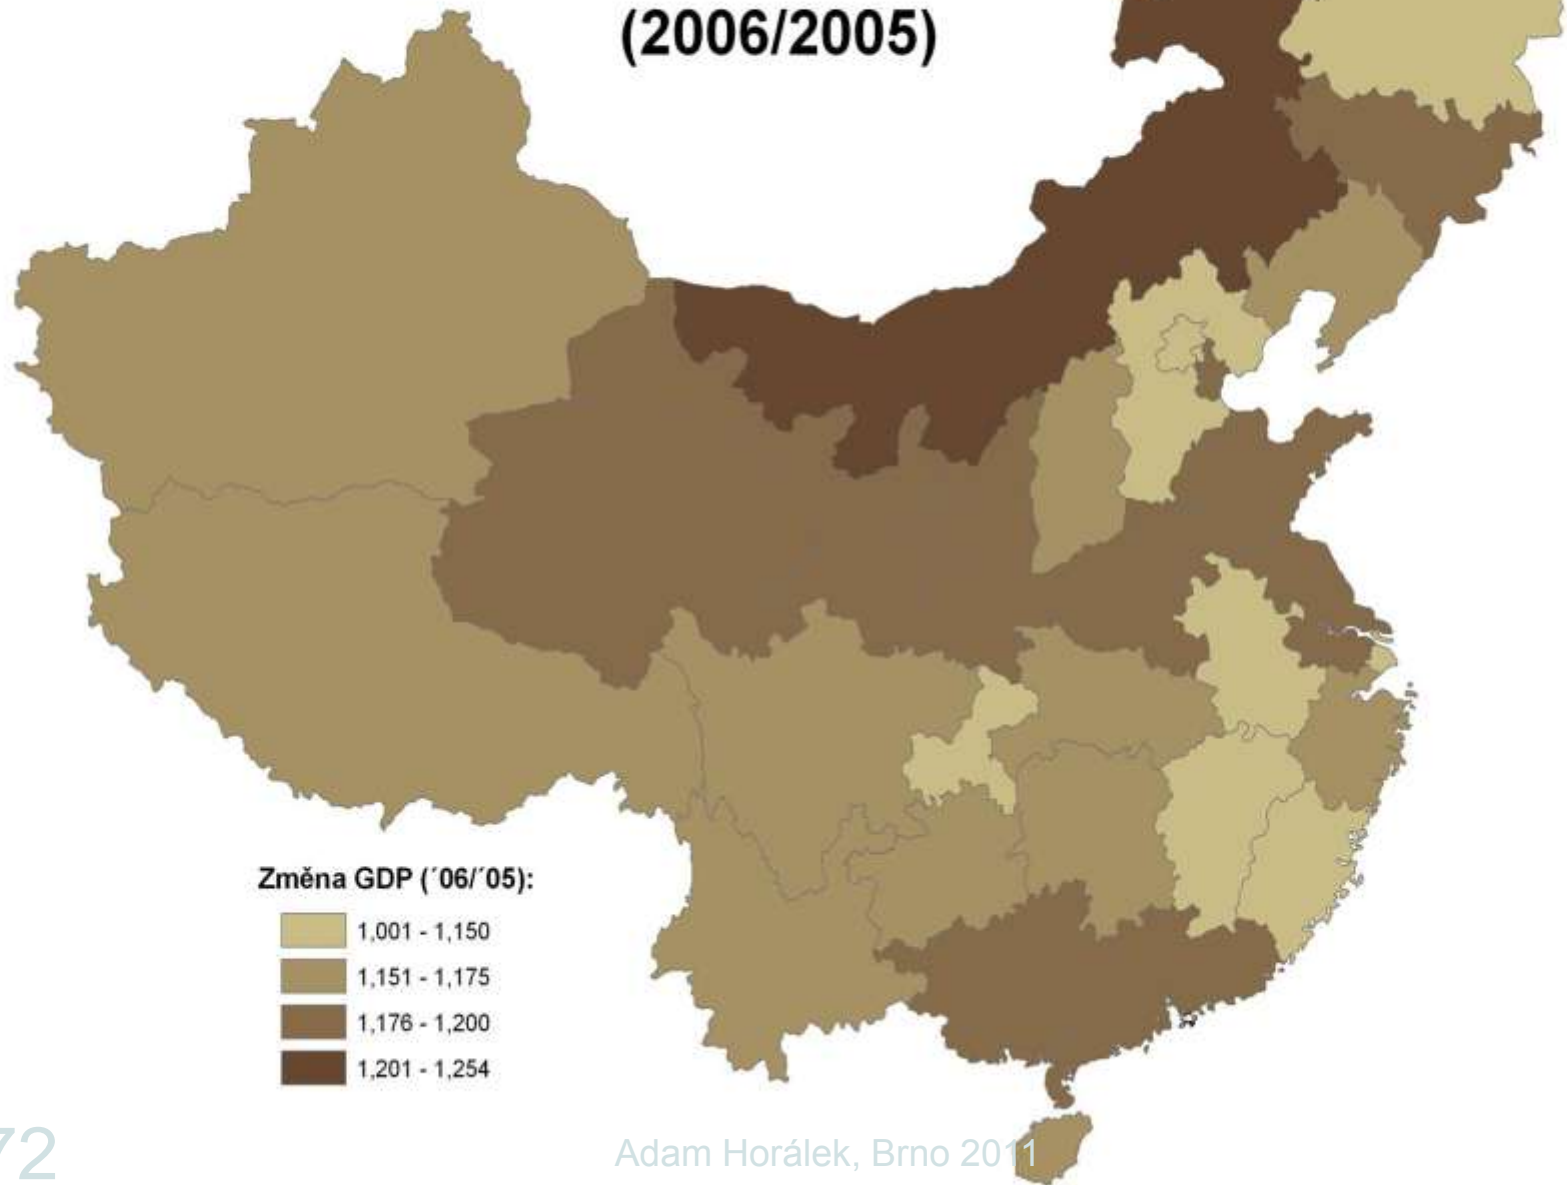 (2006/2005)
Změna GDP (´06/´05):
1,001 - 1,150
1,151 - 1,175
1,176 - 1,200
1,201 - 1,254
72
Adam Horálek, Brno 2011